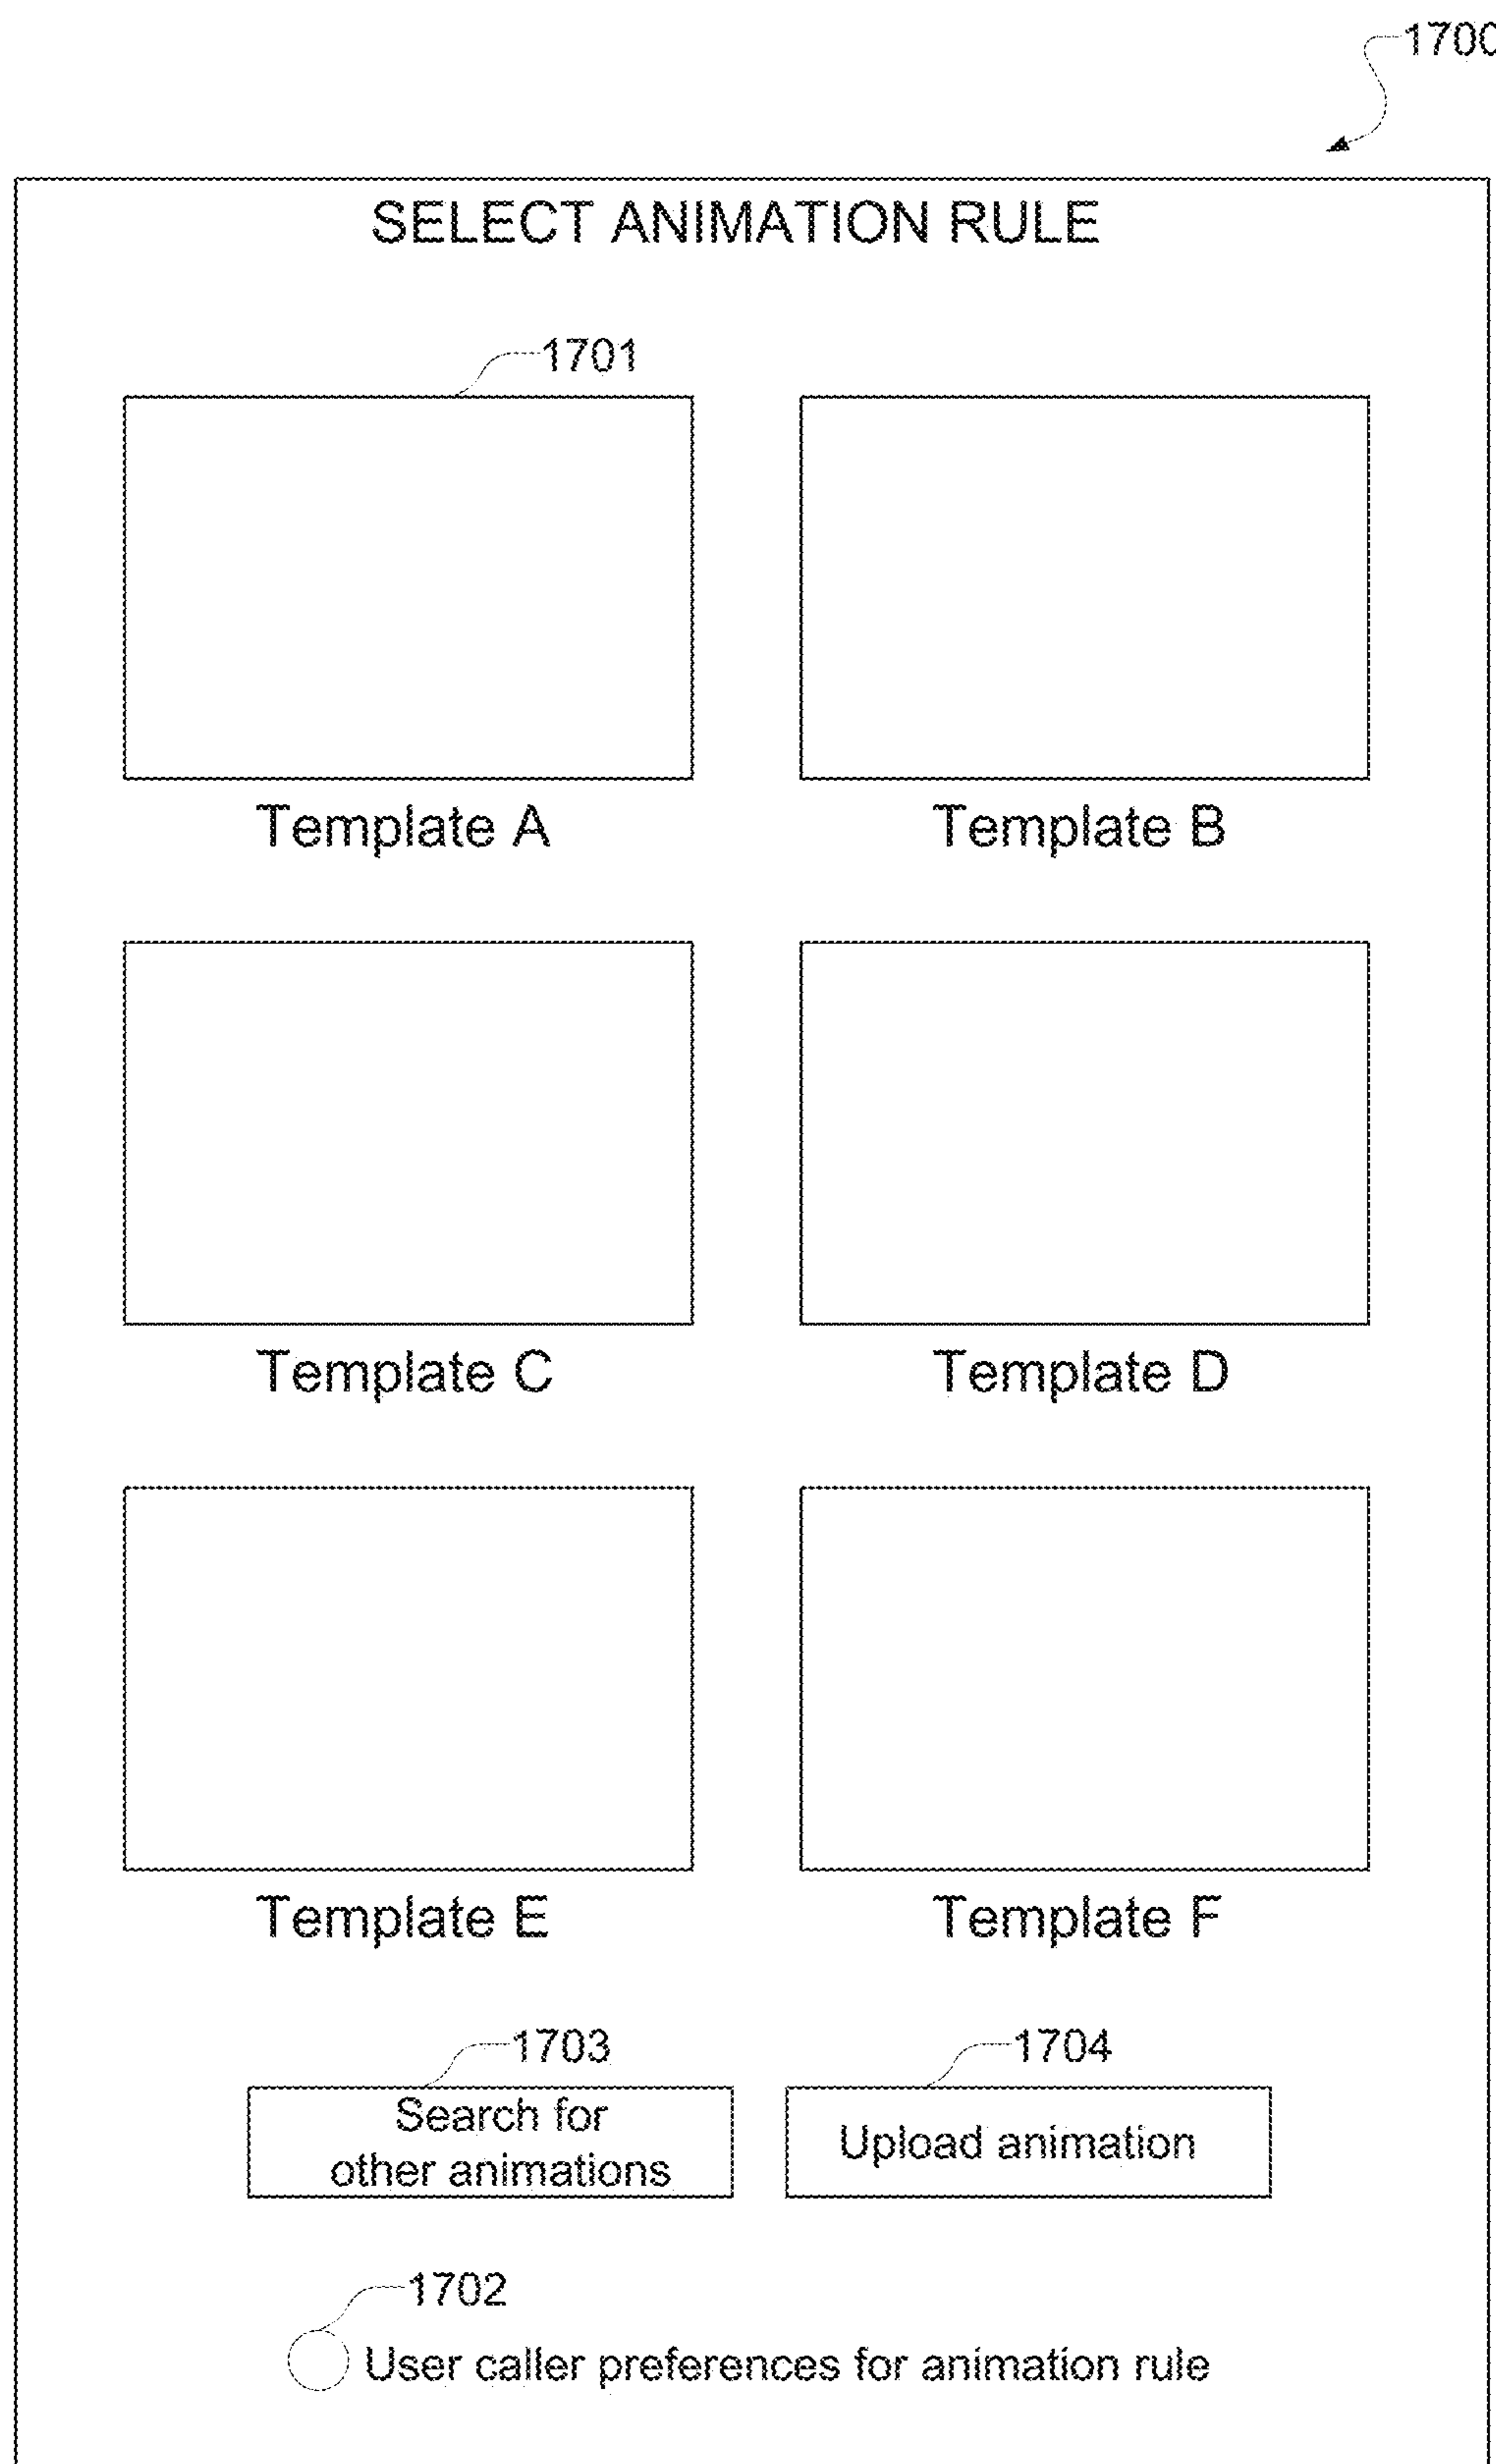 1700
SELECT ANIMATION RULE
1701
Template A
Template B
Template C
Template D
Template E
Template F
1703
1704
Search for
other animations
Upload animation
1702
User caller preferences for animation rule